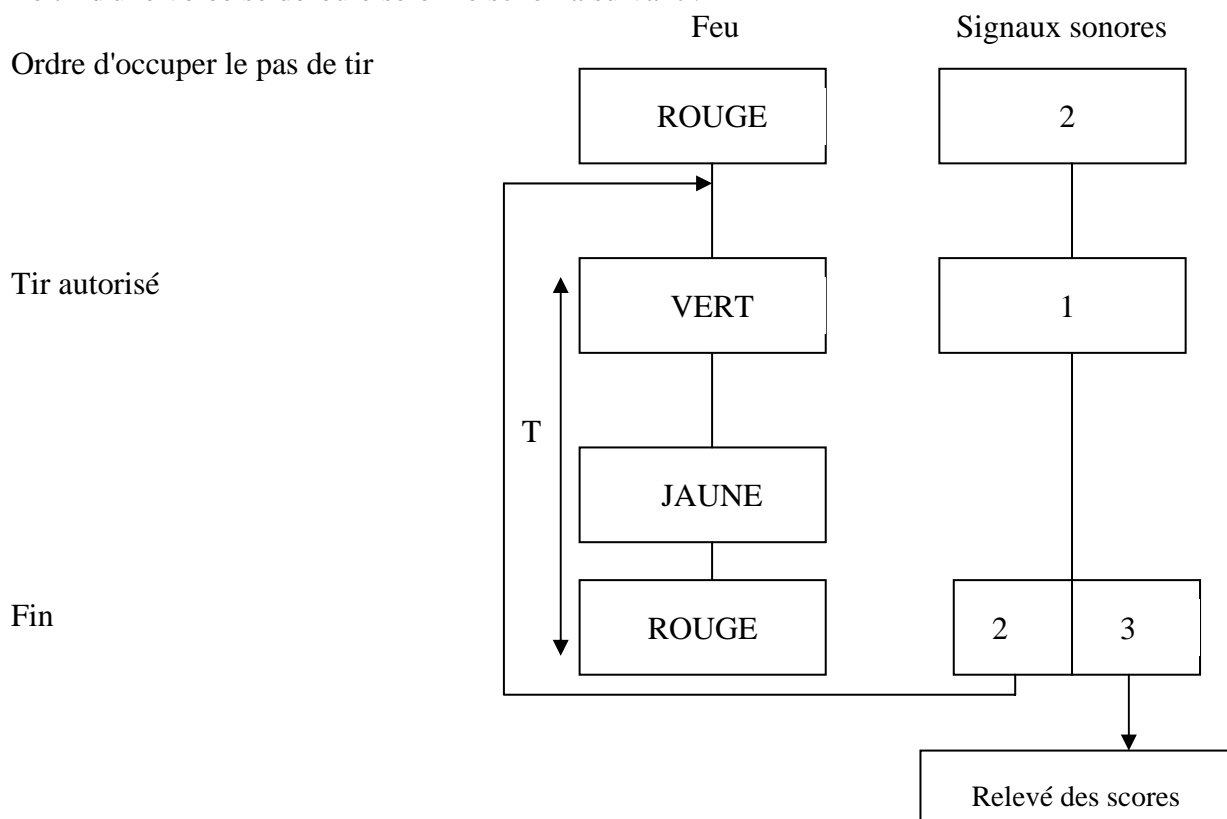 Feu Signaux sonores
Ordre d'occuper le pas de tir
ROUGE 2
Tir autorisé
VERT 1
T
JAUNE
Fin
ROUGE 2 3
Relevé des scores